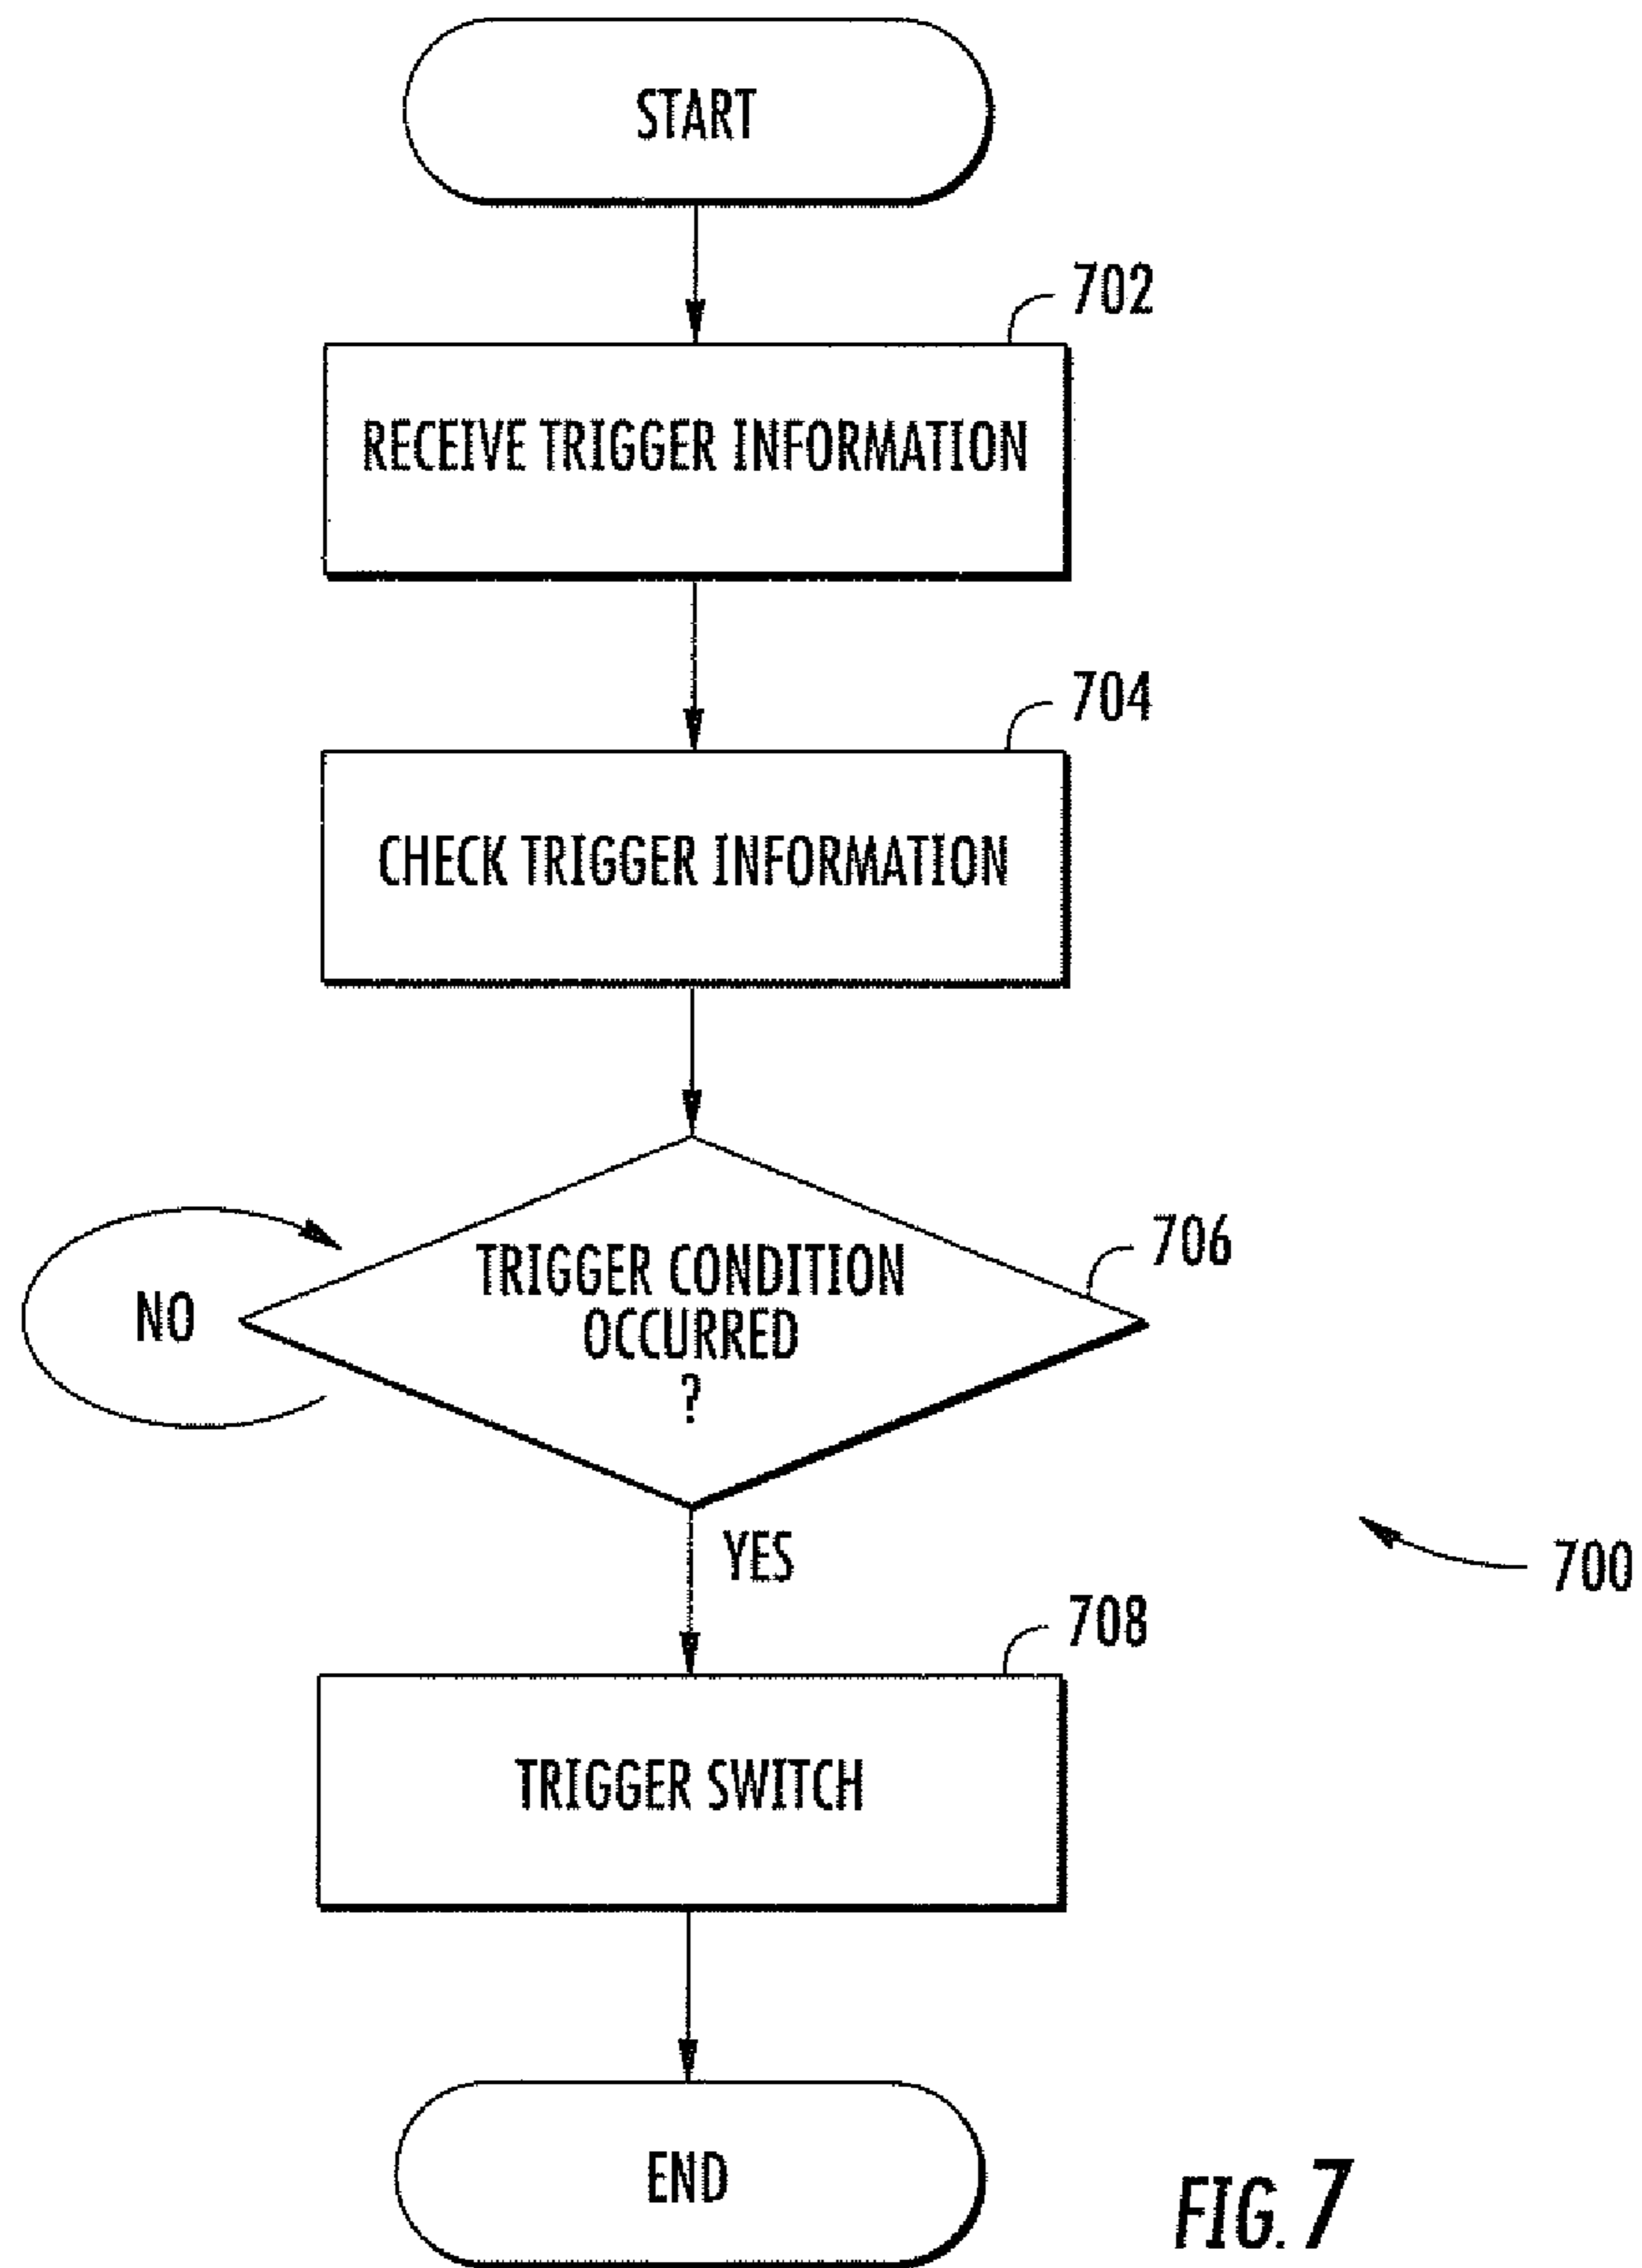 START
702
RECEIVE TRIGGER INFORMATION
704
CHECK TRIGGER INFORMATION
706
TRIGGER CONDITION
OCCURRED
?
NO
YES
700
708
TRIGGER SWITCH
END
FIG. 7